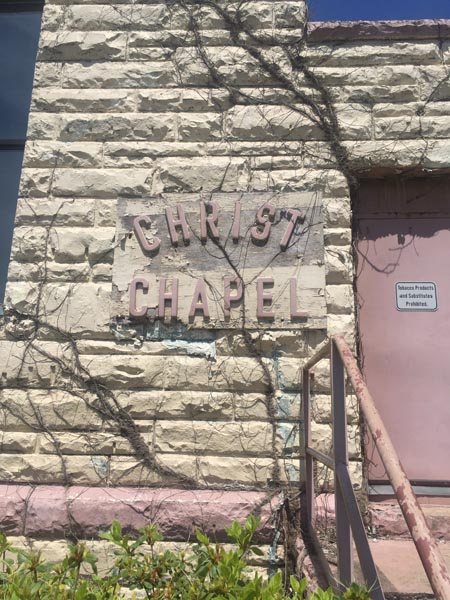 CHRIST
CHAPEL
Tobacco Products
and Substitutes
Prohibited.